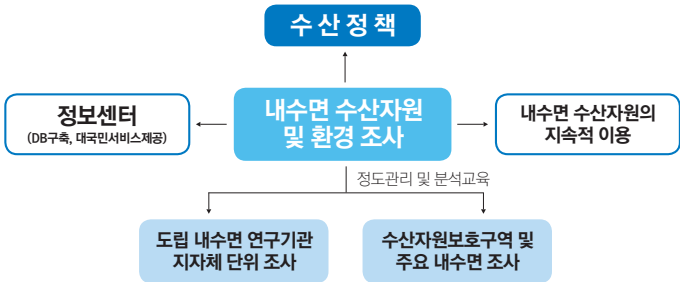 수산정책
정보센터
(DB구축, 대국민서비스제공)
내수면 수산자원
및 환경 조사
내수면 수산자원의
지속적 이용
정도관리 및 분석교육
도립 내수면 연구기관
지자체 단위 조사
수산자원보호구역 및
주요 내수면 조사